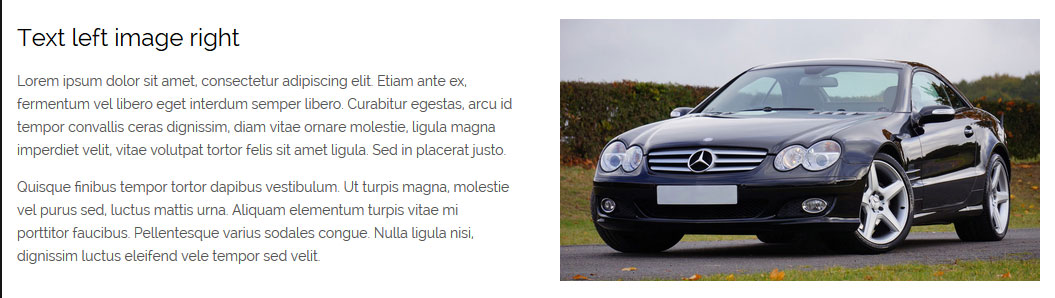 Text left image right
Lorem ipsum dolor sit amet, consectetur adipiscing elit. Etiam ante ex,
fermentum vel libero eget interdum semper libero. Curabitur egestas, arcu id
tempor convallis ceras dignissim, diam vitae ornare molestie, ligula magna
imperdiet velit, vitae volutpat tortor felis sit amet ligula. Sed in placerat justo.
Quisque finibus tempor tortor dapibus vestibulum. Ut turpis magna, molestie
vel purus sed, luctus mattis urna. Aliquam elementum turpis vitae mi
porttitor faucibus. Pellentesque varius sodales congue. Nulla ligula nisi,
dignissim luctus eleifend vele tempor sed velit.